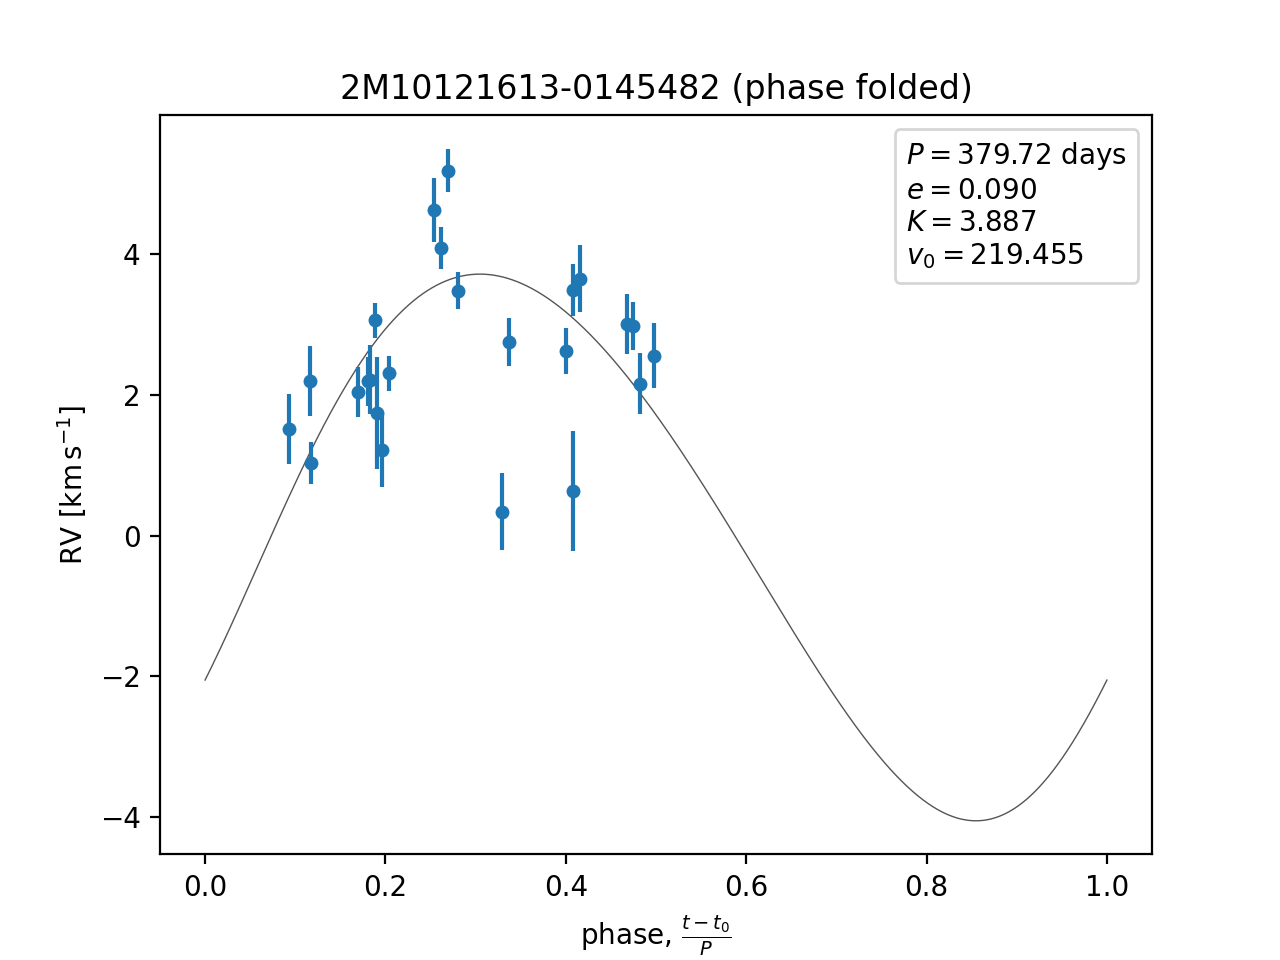 2M10121613-0145482 (phase folded)
P = 379.72 days
e = 0.090
K = 3.887
v₀ = 219.455
4
2
0
−2
−4
RV [km s⁻¹]
0.0 0.2 0.4 0.6 0.8 1.0
phase, (t − t₀)/P